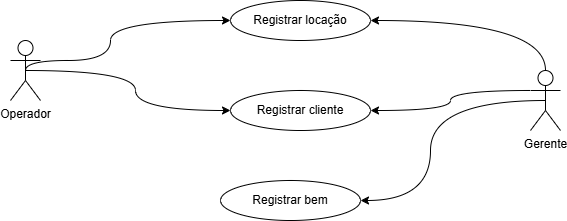 Registrar locação
Operador
Registrar cliente
Gerente
Registrar bem